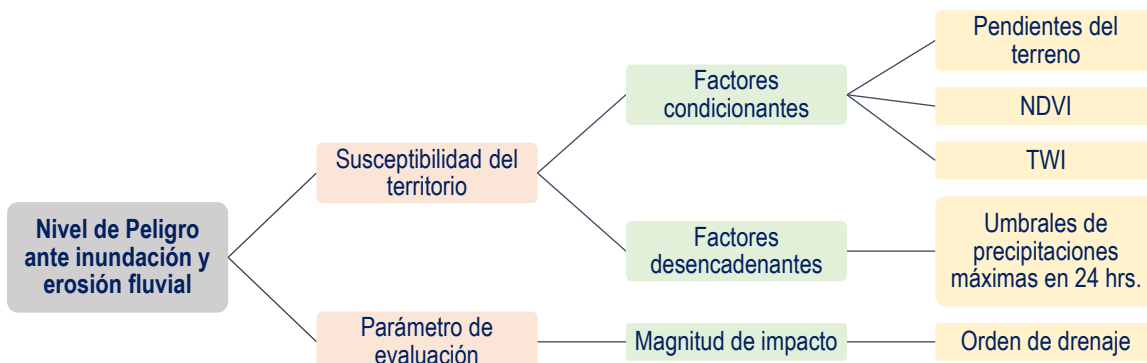 Nivel de Peligro
ante inundación y
erosión fluvial
Susceptibilidad del
territorio
Factores
condicionantes
Pendientes del
terreno
NDVI
TWI
Factores
desencadenantes
Umbrales de
precipitaciones
máximas en 24 hrs.
Parámetro de
evaluación
Magnitud de impacto
Orden de drenaje